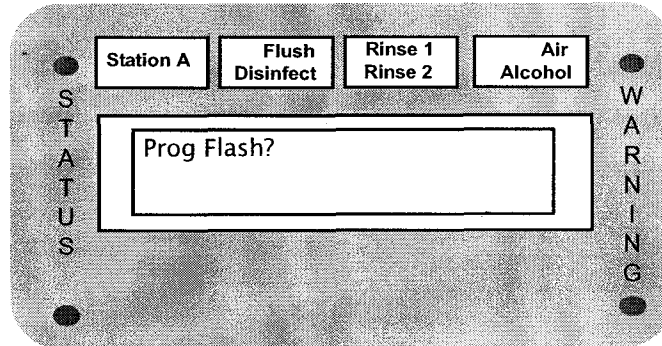 Station A
Flush
Disinfect
Rinse 1
Rinse 2
Air
Alcohol
STATUS
Prog Flash?
WARNING